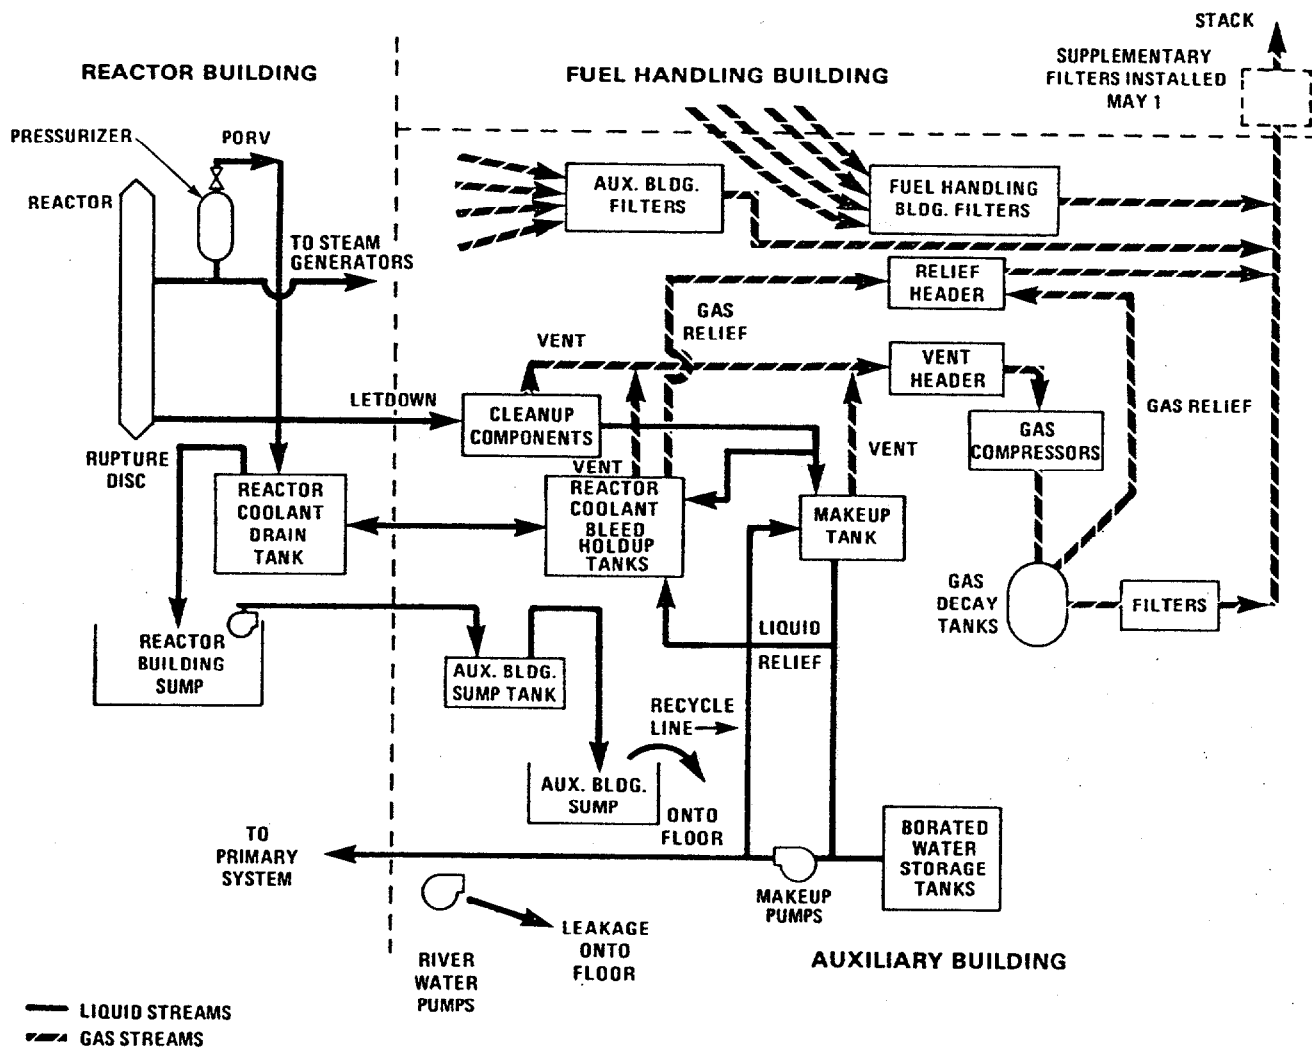 STACK
SUPPLEMENTARY
FILTERS INSTALLED
MAY 1
REACTOR BUILDING
FUEL HANDLING BUILDING
PRESSURIZER
PORV
REACTOR
AUX. BLDG.
FILTERS
FUEL HANDLING
BLDG. FILTERS
TO STEAM
GENERATORS
RELIEF
HEADER
GAS
RELIEF
VENT
VENT
HEADER
LETDOWN
CLEANUP
COMPONENTS
GAS RELIEF
GAS
COMPRESSORS
VENT
RUPTURE
DISC
VENT
REACTOR
COOLANT
DRAIN
TANK
REACTOR
COOLANT
BLEED
HOLDUP
TANKS
MAKEUP
TANK
GAS
DECAY
TANKS
FILTERS
REACTOR
BUILDING
SUMP
LIQUID
RELIEF
AUX. BLDG.
SUMP TANK
RECYCLE
LINE
AUX. BLDG.
SUMP
ONTO
FLOOR
TO
PRIMARY
SYSTEM
BORATED
WATER
STORAGE
TANKS
MAKEUP
PUMPS
LEAKAGE
ONTO
FLOOR
RIVER
WATER
PUMPS
AUXILIARY BUILDING
LIQUID STREAMS
GAS STREAMS